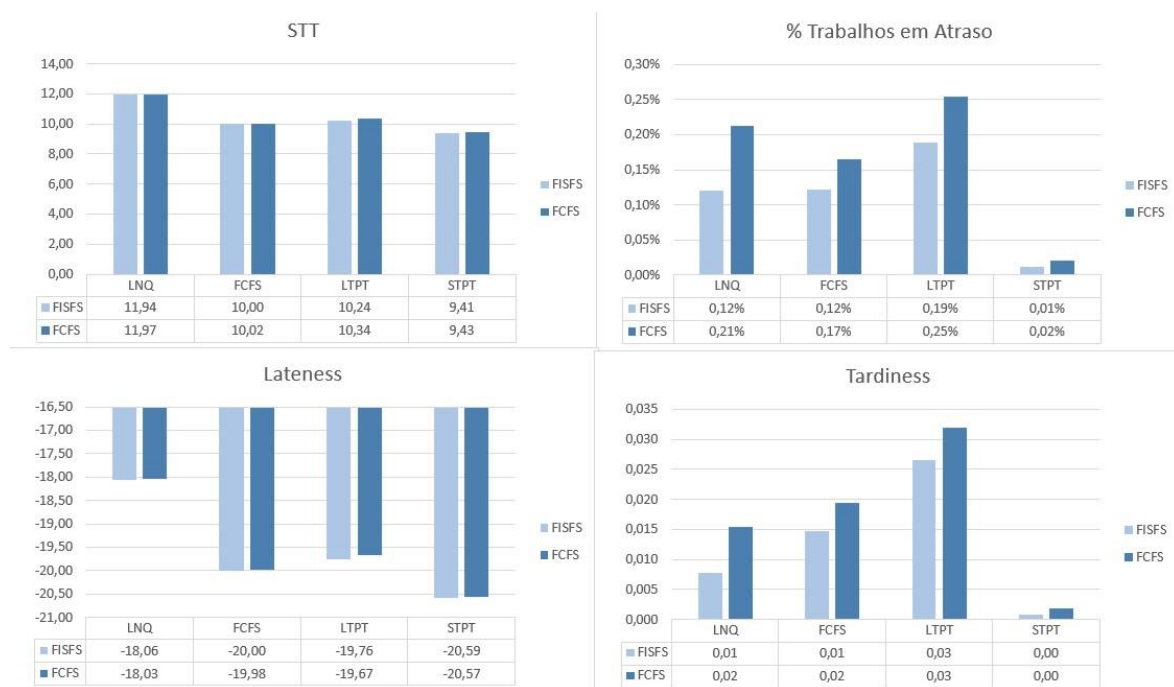 STT
14,00
12,00
10,00
8,00
6,00
4,00
2,00
0,00
LNQ FCFS LTPT STPT
FISFS 11,94 10,00 10,24 9,41
FCFS 11,97 10,02 10,34 9,43
FISFS
FCFS
% Trabalhos em Atraso
0,30%
0,25%
0,20%
0,15%
0,10%
0,05%
0,00%
LNQ FCFS LTPT STPT
FISFS 0,12% 0,12% 0,19% 0,01%
FCFS 0,21% 0,17% 0,25% 0,02%
FISFS
FCFS
Lateness
-16,50
-17,00
-17,50
-18,00
-18,50
-19,00
-19,50
-20,00
-20,50
-21,00
LNQ FCFS LTPT STPT
FISFS -18,06 -20,00 -19,76 -20,59
FCFS -18,03 -19,98 -19,67 -20,57
FISFS
FCFS
Tardiness
0,035
0,030
0,025
0,020
0,015
0,010
0,005
0,000
LNQ FCFS LTPT STPT
FISFS 0,01 0,01 0,03 0,00
FCFS 0,02 0,02 0,03 0,00
FISFS
FCFS